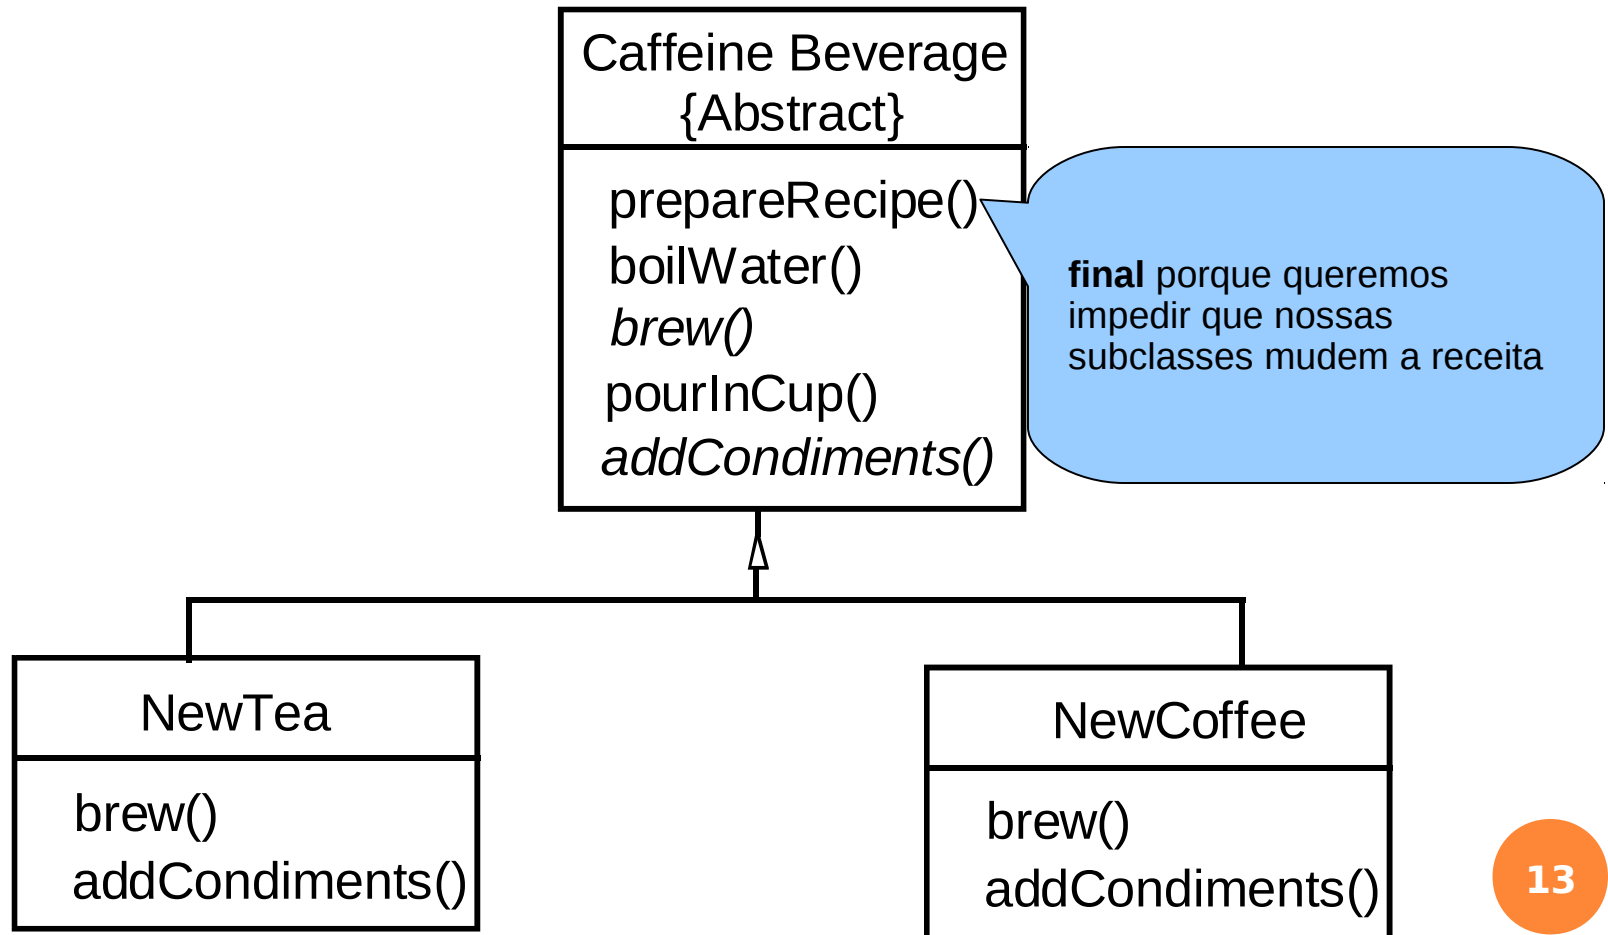 Caffeine Beverage
{Abstract}
prepareRecipe()
boilWater()
brew()
pourInCup()
addCondiments()
final porque queremos
impedir que nossas
subclasses mudem a receita
NewTea
brew()
addCondiments()
NewCoffee
brew()
addCondiments()
13